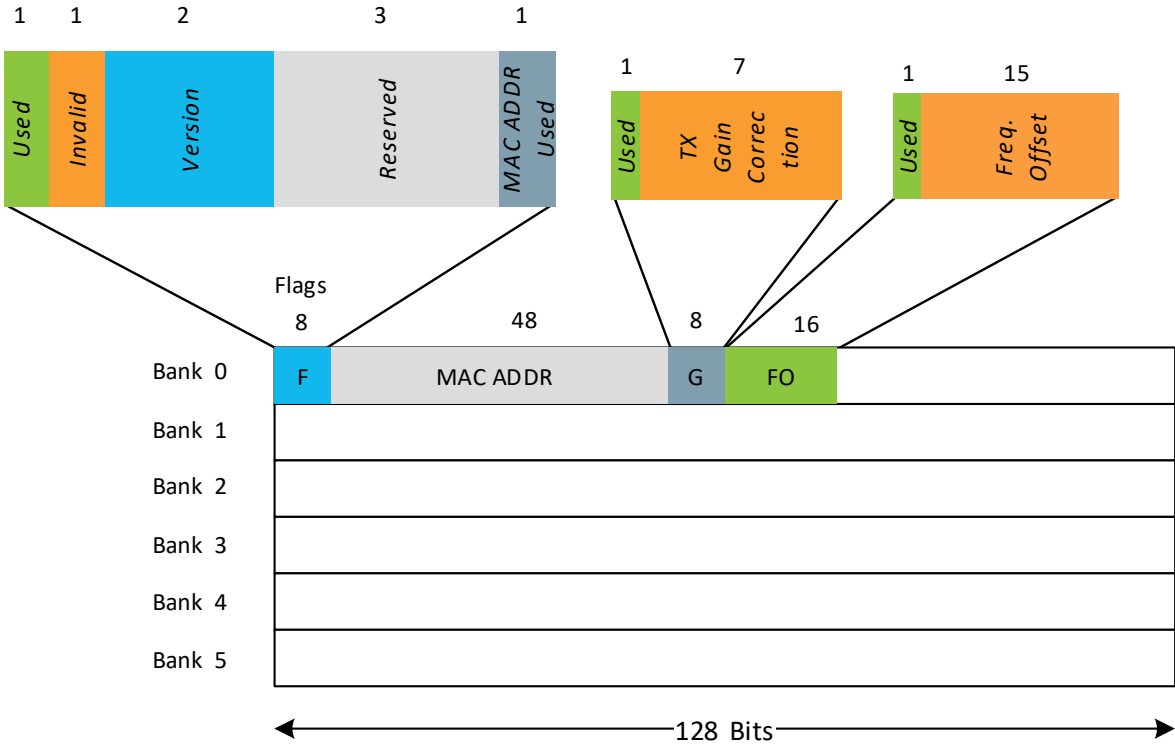 1 1 2 3 1
Used
Invalid
Version
Reserved
MAC ADDR
Used
1 7
Used
TX
Gain
Correc
tion
1 15
Used
Freq.
Offset
Flags
8 48 8 16
Bank 0 F MAC ADDR G FO
Bank 1
Bank 2
Bank 3
Bank 4
Bank 5
128 Bits